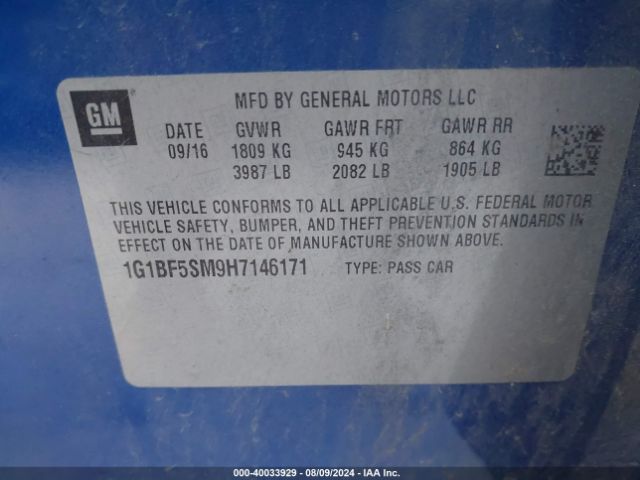 GM
MFD BY GENERAL MOTORS LLC
DATE GVWR GAWR FRT GAWR RR
09/16 1809 KG 945 KG 864 KG
3987 LB 2082 LB 1905 LB
THIS VEHICLE CONFORMS TO ALL APPLICABLE U.S. FEDERAL MOTOR
VEHICLE SAFETY, BUMPER, AND THEFT PREVENTION STANDARDS IN
EFFECT ON THE DATE OF MANUFACTURE SHOWN ABOVE.
1G1BF5SM9H7146171 TYPE: PASS CAR
000-40033929 - 08/09/2024 - IAA Inc.